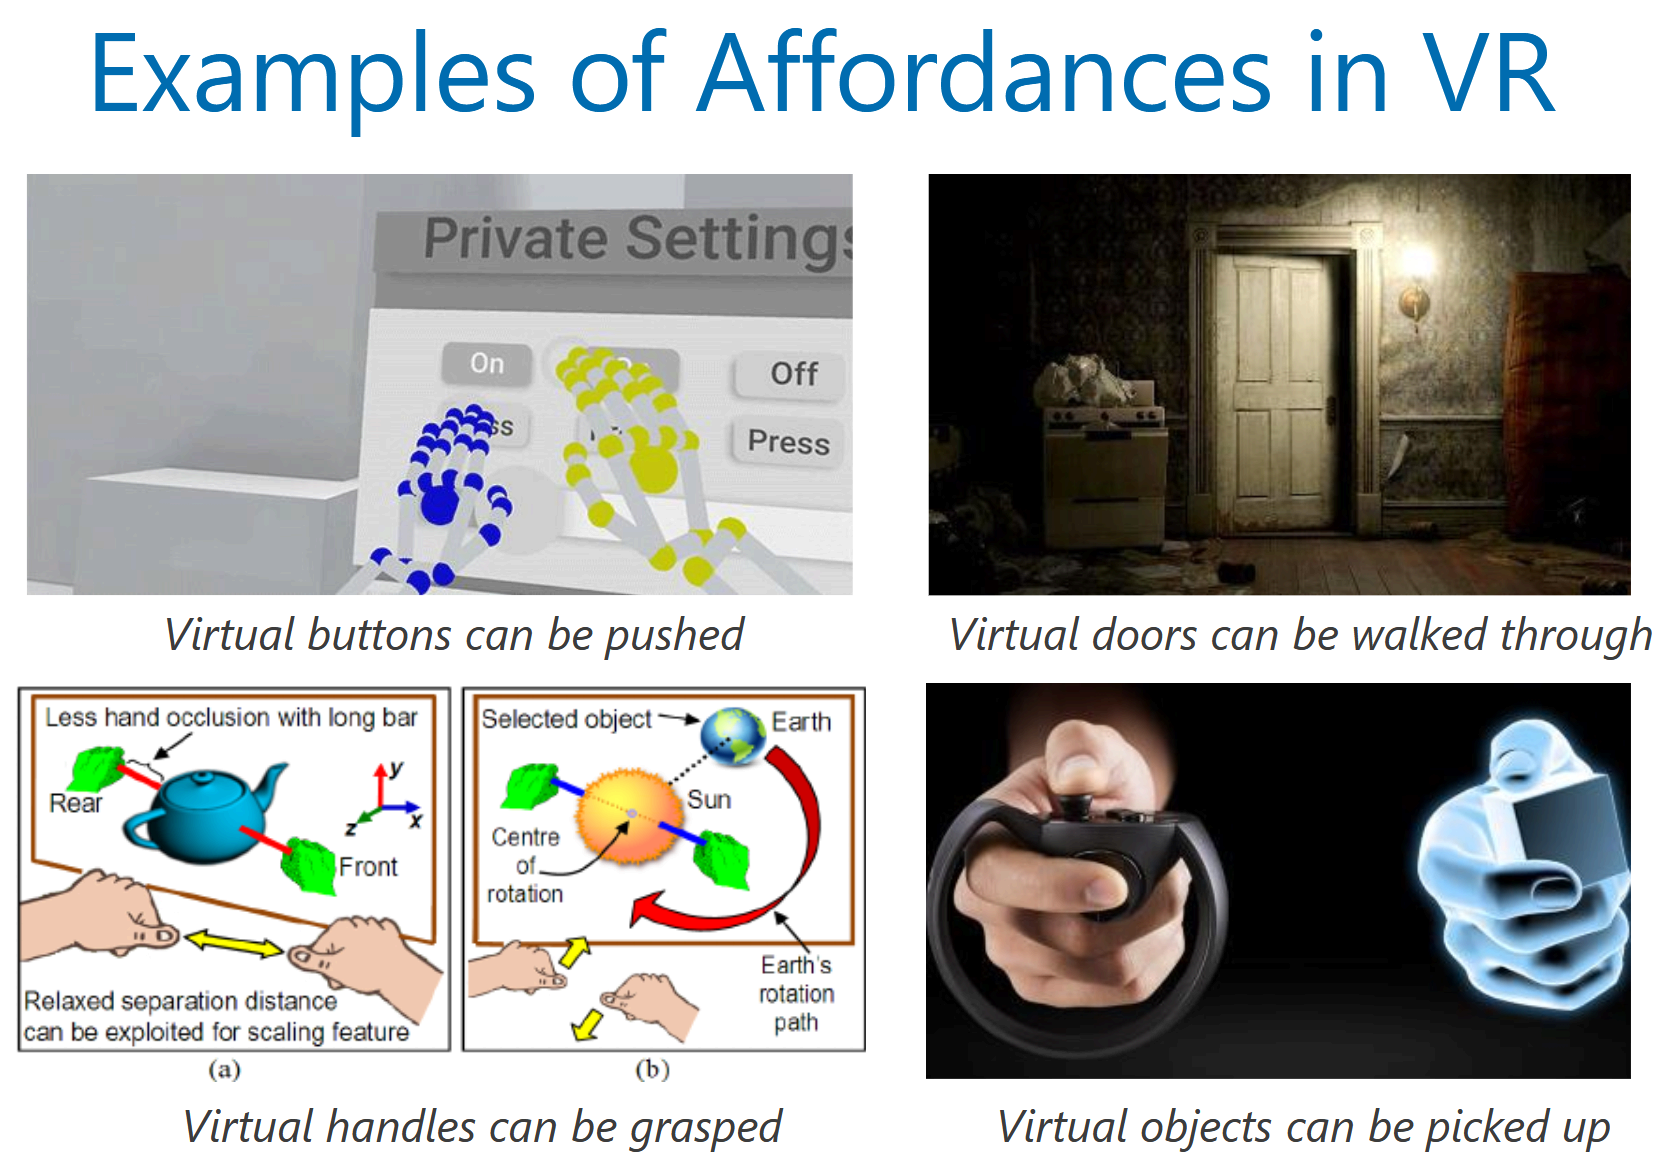 Examples of Affordances in VR
Private Settings
On
Off
ss
Press
Virtual buttons can be pushed
Virtual doors can be walked through
Less hand occlusion with long bar
Rear
y
z
x
Front
Relaxed separation distance
can be exploited for scaling feature
(a)
Selected object
Earth
Sun
Centre
of
rotation
Earth's
rotation
path
(b)
Virtual handles can be grasped
Virtual objects can be picked up